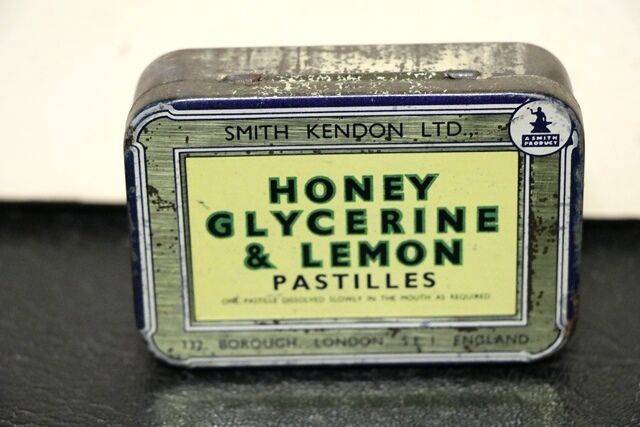 SMITH KENDON LTD.,
A SMITH
PRODUCT
HONEY
GLYCERINE
& LEMON
PASTILLES
ONE PASTILLE DISSOLVED SLOWLY IN THE MOUTH AS REQUIRED
132, BOROUGH, LONDON, S.E.1. ENGLAND